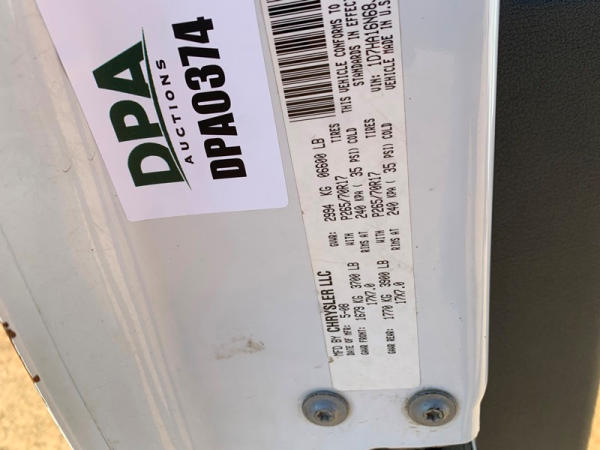 DPA
AUCTIONS
DPA0374
MFD BY CHRYSLER LLC
DATE OF MFR: 5-08 GVWR: 2994 KG 06600 LB
GAWR FRONT: 1679 KG 3700 LB WITH P265/70R17 TIRES
17X7.0 RIMS AT 240 KPA ( 35 PSI) COLD
GAWR REAR: 1770 KG 3900 LB WITH P265/70R17 TIRES
17X7.0 RIMS AT 240 KPA ( 35 PSI) COLD
THIS VEHICLE CONFORMS TO
STANDARDS IN EFFECT
VIN: 1D7HA16N68
VEHICLE MADE IN U.S